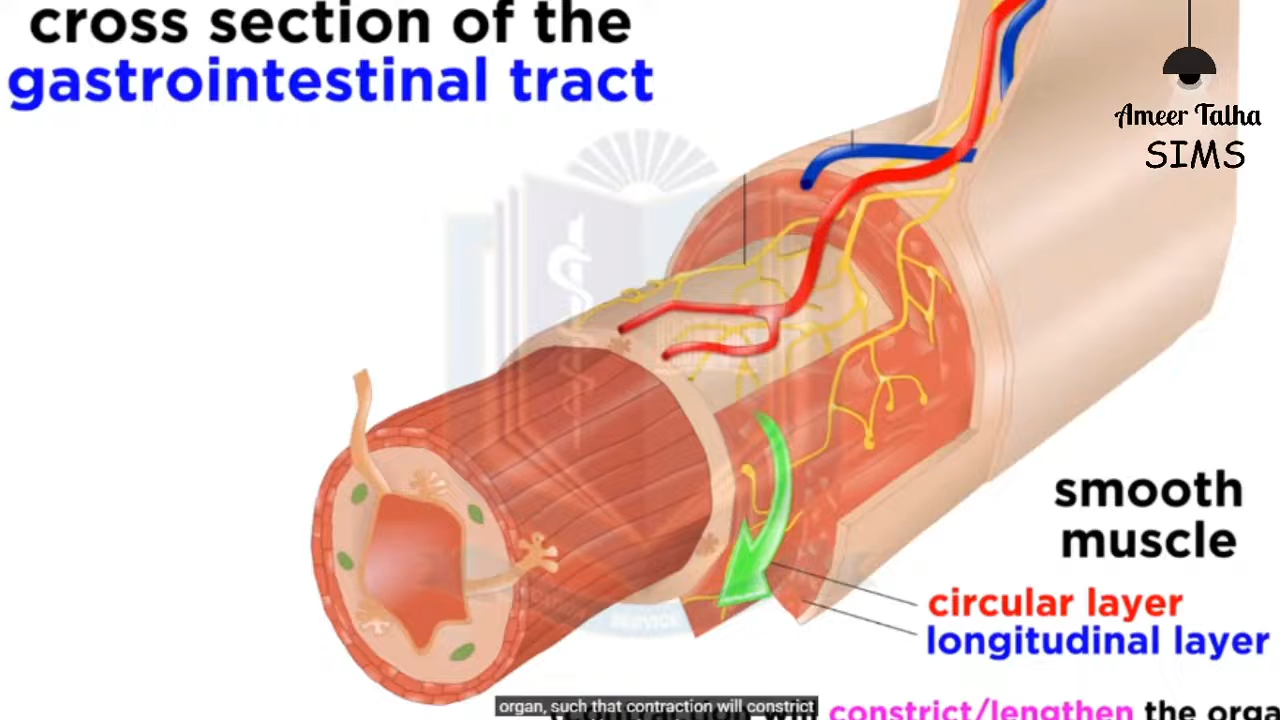 cross section of the
gastrointestinal tract
Ameer Talha
SIMS
smooth
muscle
circular layer
longitudinal layer
organ, such that contraction will constrict
will constrict/lengthen the orga